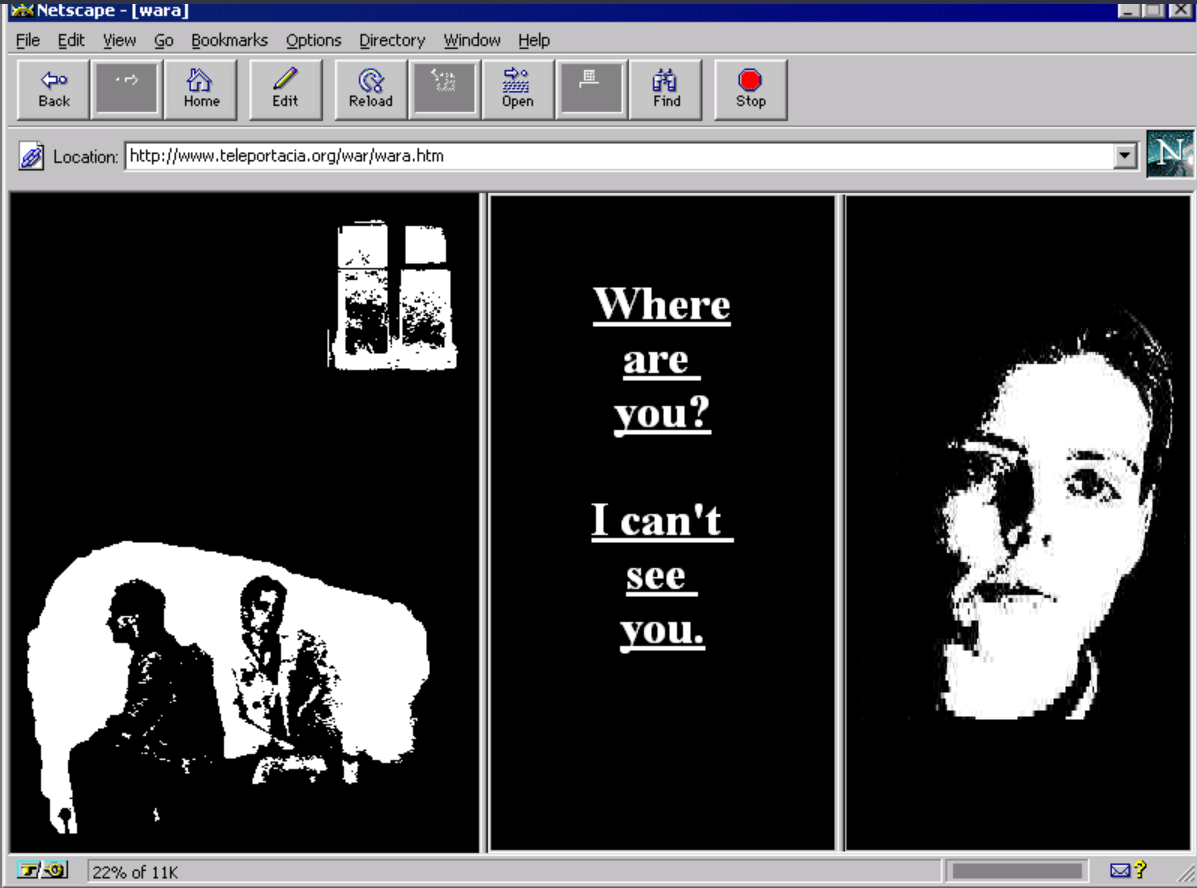 Netscape - [wara]
File Edit View Go Bookmarks Options Directory Window Help
Back Home Edit Reload Open Find Stop
Location: http://www.teleportacia.org/war/wara.htm
N
Where
are
you?
I can't
see
you.
22% of 11K